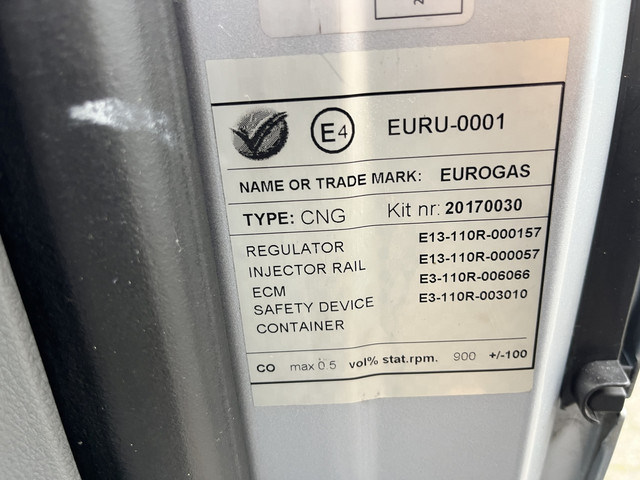 2
E4 EURU-0001
NAME OR TRADE MARK: EUROGAS
TYPE: CNG Kit nr: 20170030
REGULATOR E13-110R-000157
INJECTOR RAIL E13-110R-000057
ECM E3-110R-006066
SAFETY DEVICE E3-110R-003010
CONTAINER
CO max 0.5 vol% stat.rpm. 900 +/-100